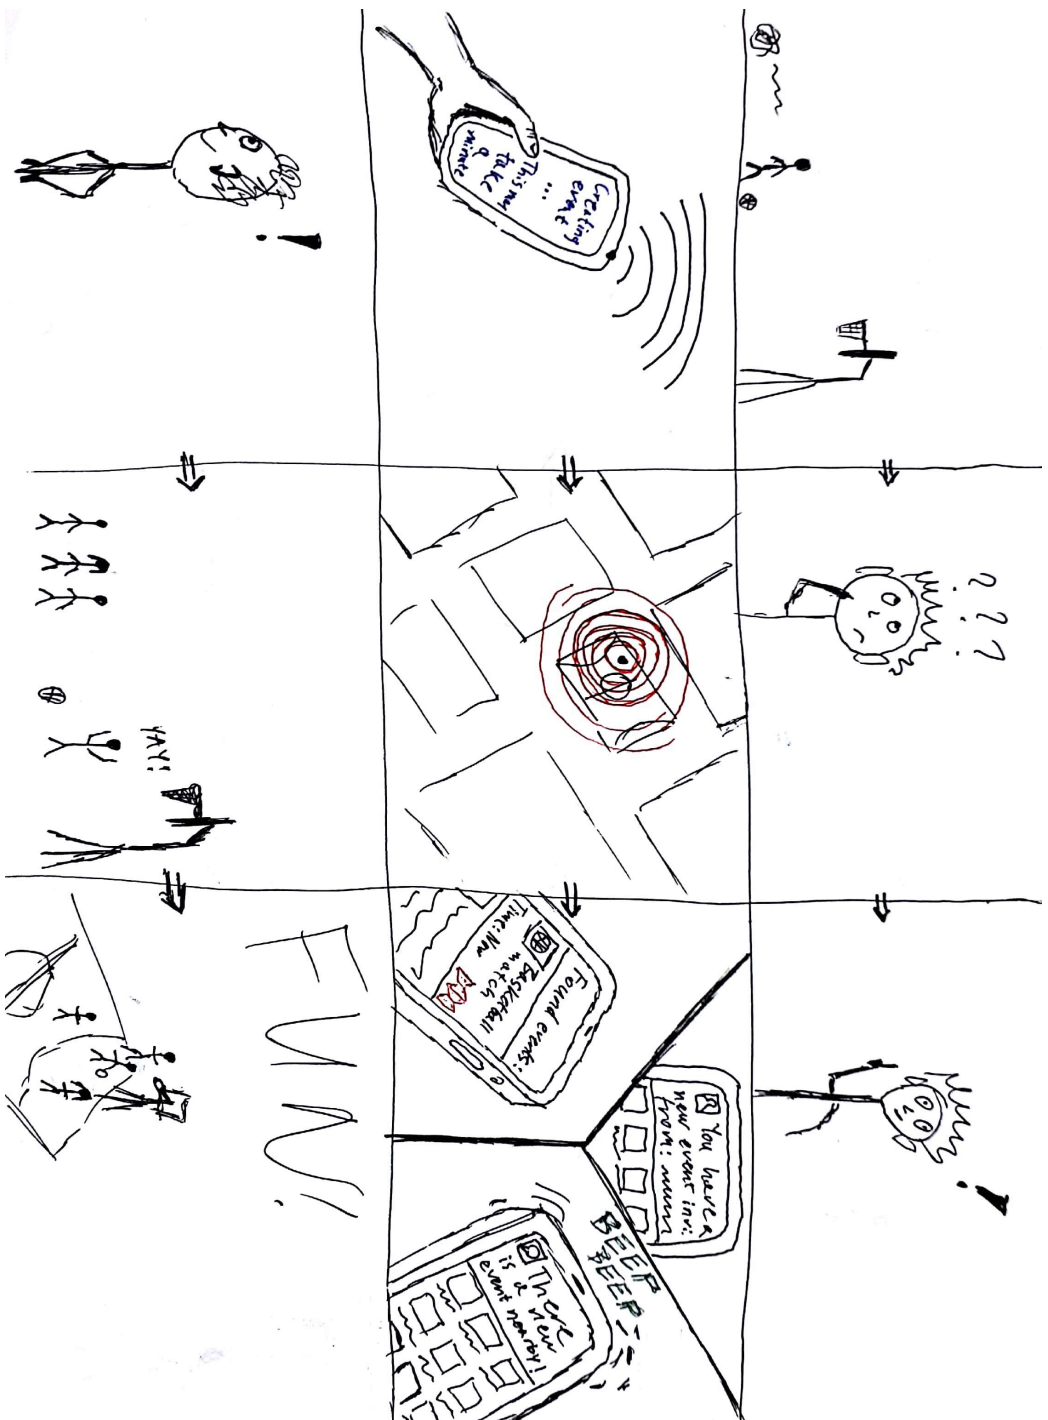 ???
!
Creating
event
...
This my
take
a
minute
Found events:
Basketball
match
Time: Now
You have a
new event invi:
from:
BEEP
BEEP
There
is a new
event nearby!
!
YAY!!
FUN!